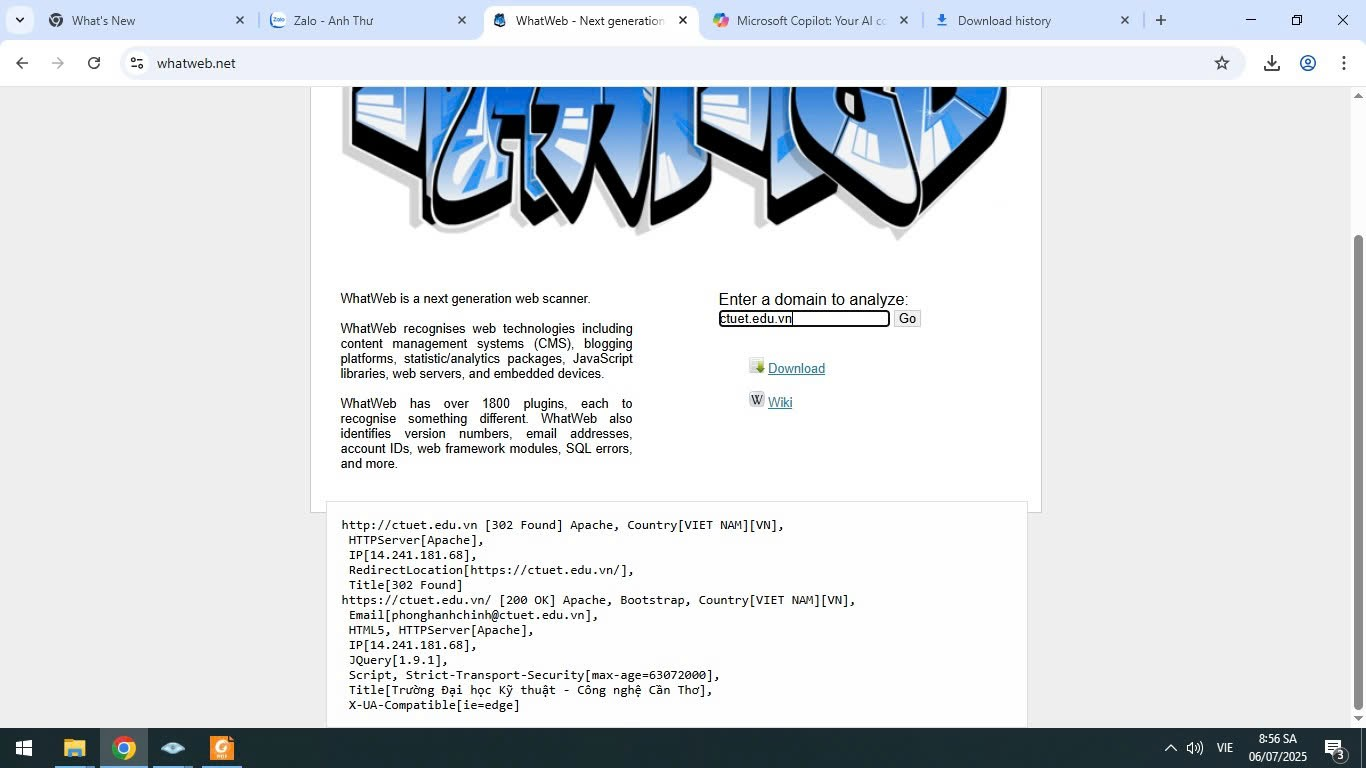 What's New
Zalo - Anh Thư
WhatWeb - Next generation
Microsoft Copilot: Your AI co
Download history
whatweb.net
WhatWeb is a next generation web scanner.
WhatWeb recognises web technologies including
content management systems (CMS), blogging
platforms, statistic/analytics packages, JavaScript
libraries, web servers, and embedded devices.
WhatWeb has over 1800 plugins, each to
recognise something different. WhatWeb also
identifies version numbers, email addresses,
account IDs, web framework modules, SQL errors,
and more.
Enter a domain to analyze:
ctuet.edu.vn Go
Download
W Wiki
http://ctuet.edu.vn [302 Found] Apache, Country[VIET NAM][VN],
HTTPServer[Apache],
IP[14.241.181.68],
RedirectLocation[https://ctuet.edu.vn/],
Title[302 Found]
https://ctuet.edu.vn/ [200 OK] Apache, Bootstrap, Country[VIET NAM][VN],
Email[phonghanhchinh@ctuet.edu.vn],
HTML5, HTTPServer[Apache],
IP[14.241.181.68],
JQuery[1.9.1],
Script, Strict-Transport-Security[max-age=63072000],
Title[Trường Đại học Kỹ thuật - Công nghệ Cần Thơ],
X-UA-Compatible[ie=edge]
VIE
8:56 SA
06/07/2025
3